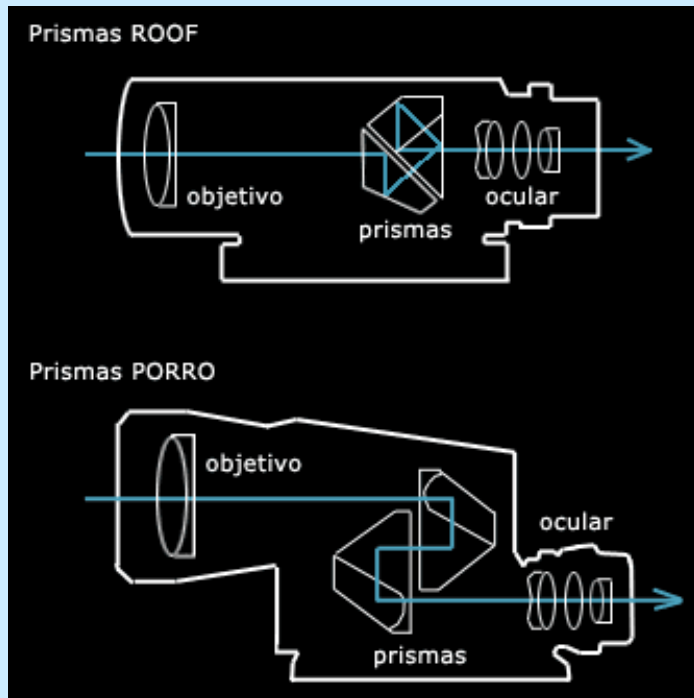 Prismas ROOF
objetivo
prismas
ocular
Prismas PORRO
objetivo
ocular
prismas